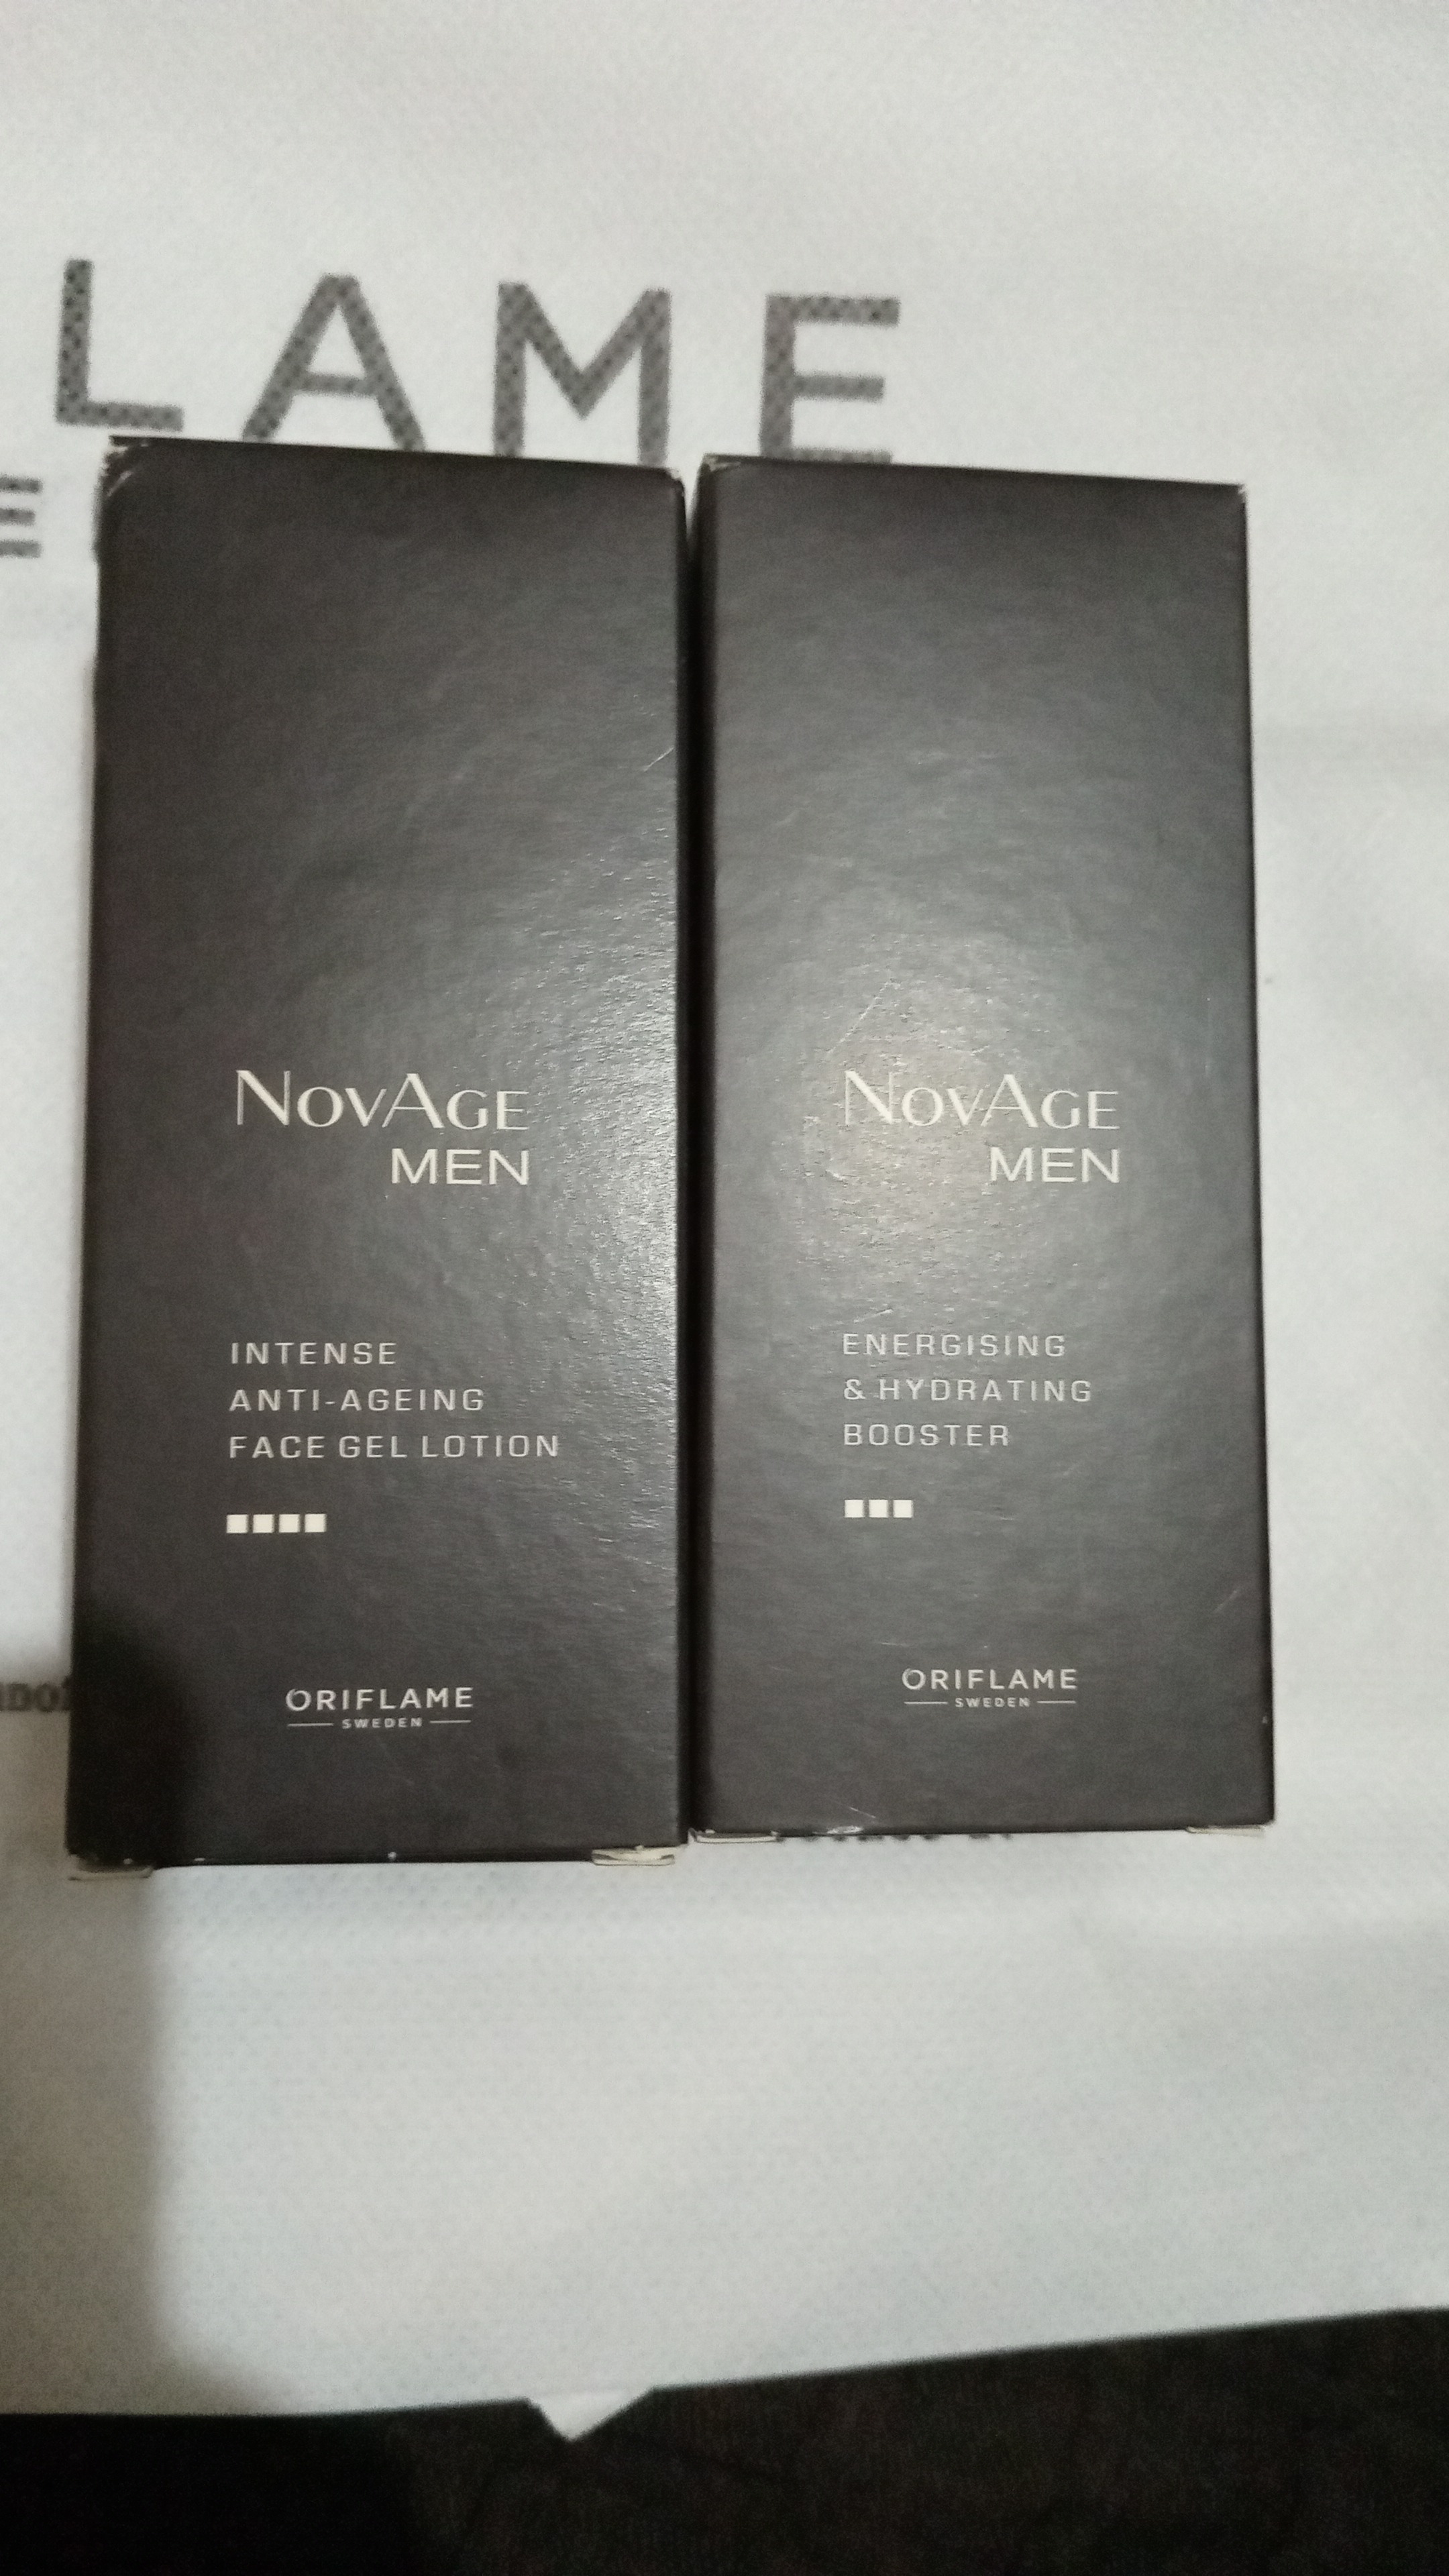 LAME
E
NOVAGE
MEN
INTENSE
ANTI-AGEING
FACE GEL LOTION
ORIFLAME
SWEDEN
NOVAGE
MEN
ENERGISING
& HYDRATING
BOOSTER
ORIFLAME
SWEDEN